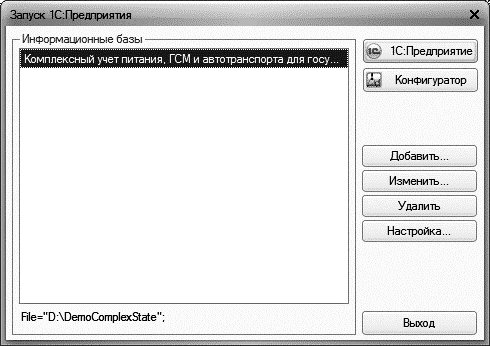 Запуск 1С:Предприятия
Информационные базы
Комплексный учет питания, ГСМ и автотранспорта для госу...
1С:Предприятие
Конфигуратор
Добавить...
Изменить...
Удалить
Настройка...
File="D:\DemoComplexState";
Выход